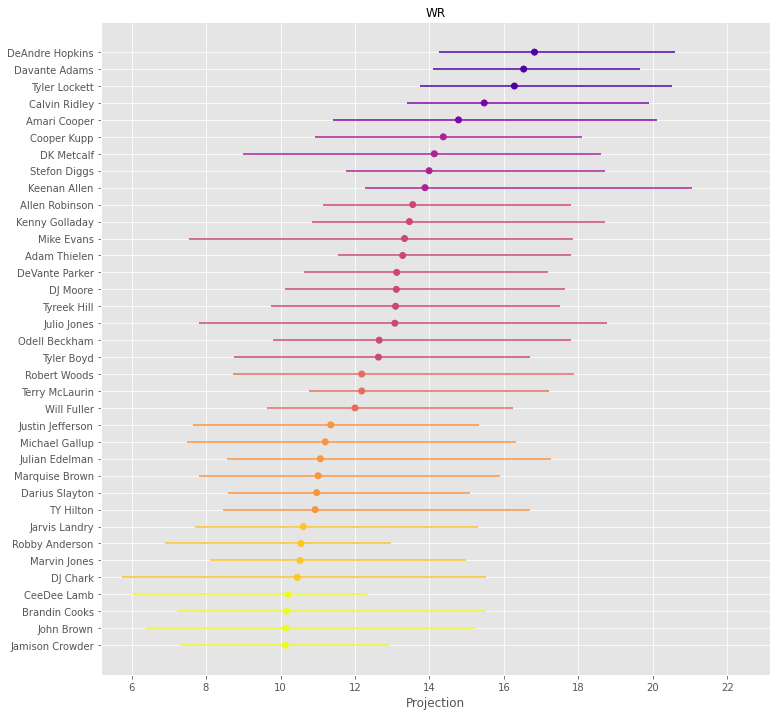 WR
DeAndre Hopkins
Davante Adams
Tyler Lockett
Calvin Ridley
Amari Cooper
Cooper Kupp
DK Metcalf
Stefon Diggs
Keenan Allen
Allen Robinson
Kenny Golladay
Mike Evans
Adam Thielen
DeVante Parker
DJ Moore
Tyreek Hill
Julio Jones
Odell Beckham
Tyler Boyd
Robert Woods
Terry McLaurin
Will Fuller
Justin Jefferson
Michael Gallup
Julian Edelman
Marquise Brown
Darius Slayton
TY Hilton
Jarvis Landry
Robby Anderson
Marvin Jones
DJ Chark
CeeDee Lamb
Brandin Cooks
John Brown
Jamison Crowder
6 8 10 12 14 16 18 20 22
Projection